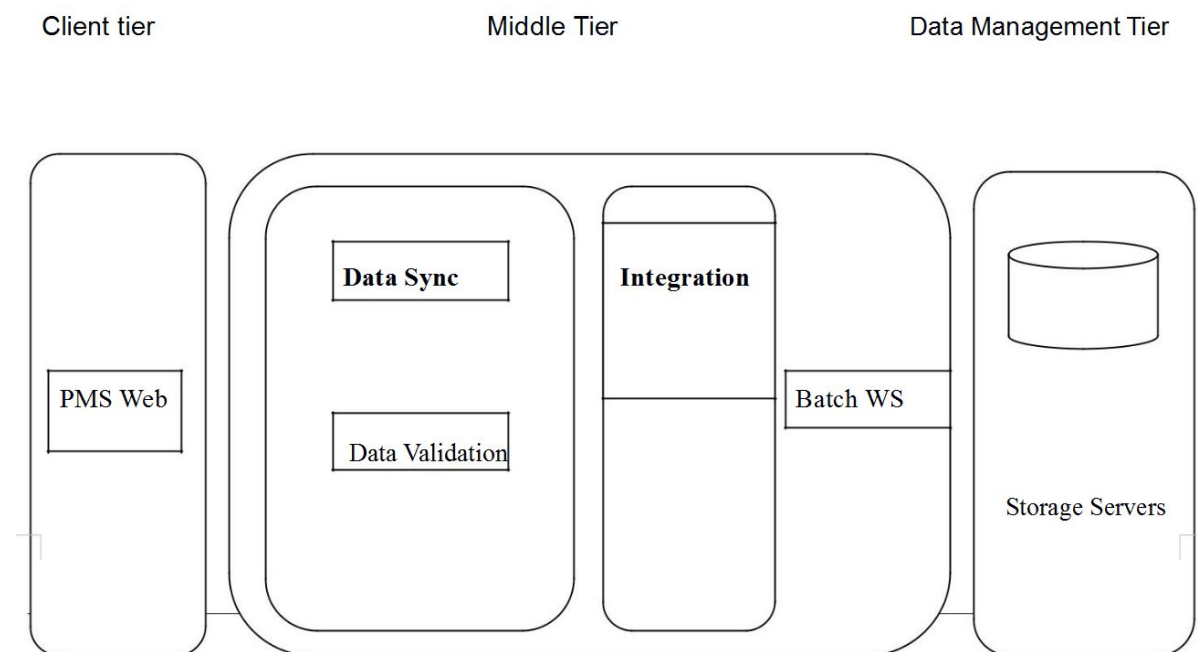 Client tier
Middle Tier
Data Management Tier
Data Sync
Integration
PMS Web
Batch WS
Data Validation
Storage Servers